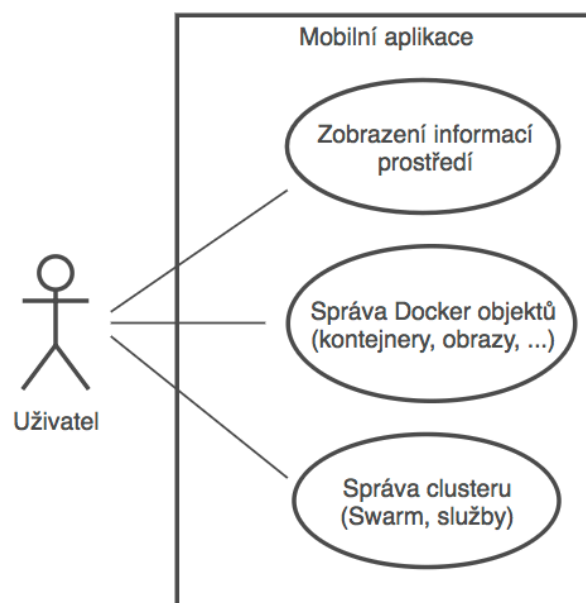 Mobilní aplikace
Zobrazení informací
prostředí
Správa Docker objektů
(kontejnery, obrazy, ...)
Uživatel
Správa clusteru
(Swarm, služby)